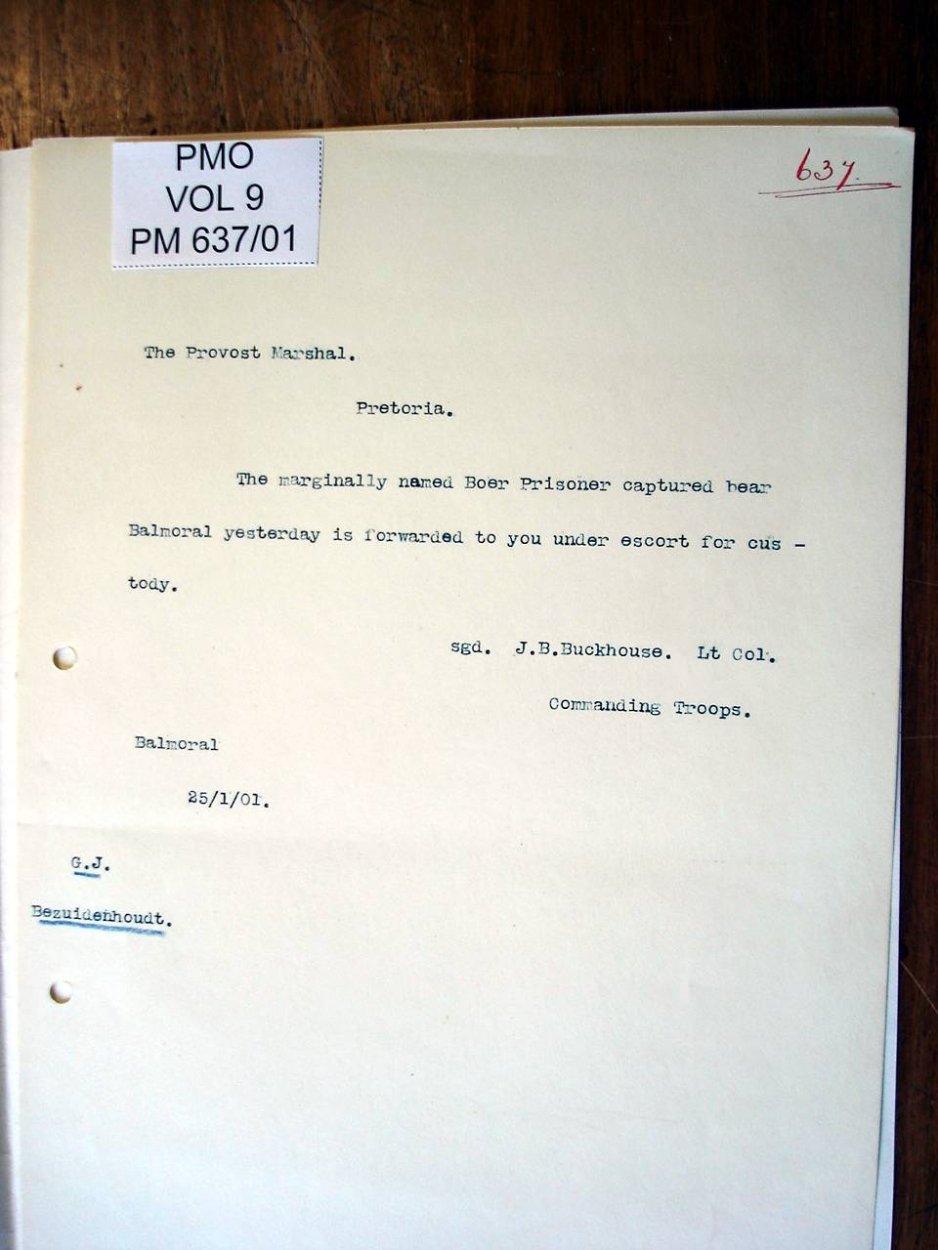 PMO
VOL 9
PM 637/01
637.
The Provost Marshal.
Pretoria.
The marginally named Boer Prisoner captured bear
Balmoral yesterday is forwarded to you under escort for cus -
tody.
sgd. J.B.Buckhouse. Lt Col.
Commanding Troops.
Balmoral
25/1/01.
G.J.
Bezuidenhoudt.